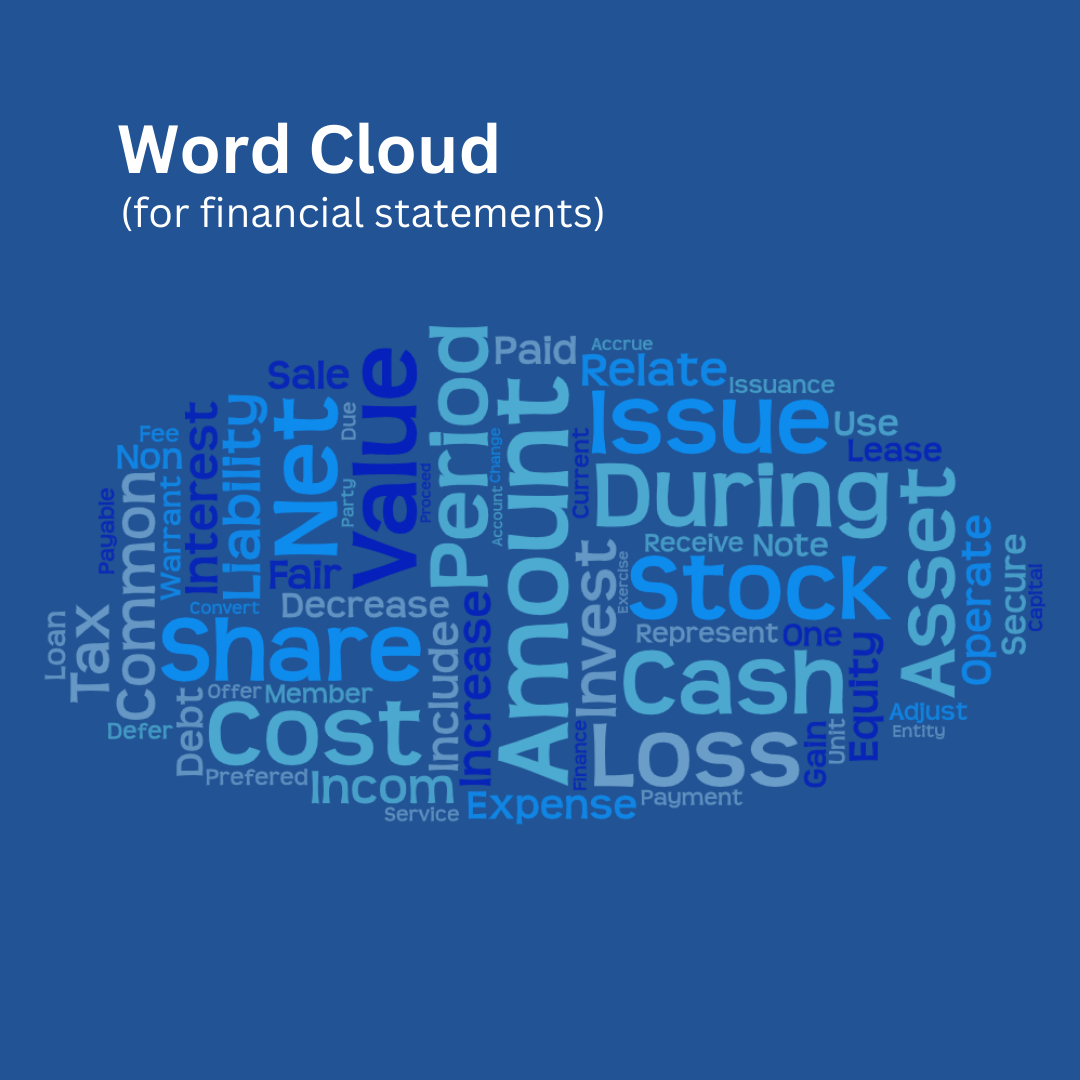 Word Cloud
(for financial statements)
Period
Paid
Accrue
Relate
Issuance
Sale
Value
Amount
Issue
Use
Lease
Due
Net
Liability
Interest
Fee
Non
Change
Current
During
Asset
Proceed
Party
Warrant
Payable
Common
Account
Receive
Note
Operate
Secure
Capital
Fair
Invest
Exercise
Stock
Convert
Decrease
Increase
Include
Represent
One
Equity
Loan
Tax
Share
Cash
Offer
Member
Debt
Defer
Cost
Adjust
Entity
Finance
Loss
Gain
Unit
Prefered
Incom
Service
Expense
Payment